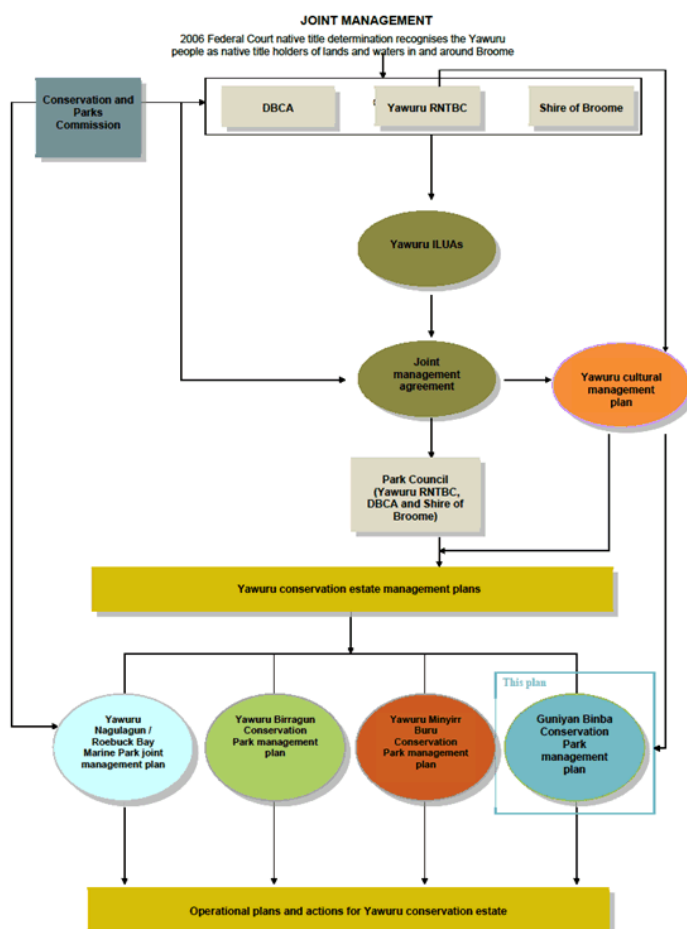 JOINT MANAGEMENT
2006 Federal Court native title determination recognises the Yawuru
people as native title holders of lands and waters in and around Broome
Conservation and
Parks
Commission
DBCA
Yawuru RNTBC
Shire of Broome
Yawuru ILUAs
Joint
management
agreement
Yawuru cultural
management
plan
Park Council
(Yawuru RNTBC,
DBCA and Shire of
Broome)
Yawuru conservation estate management plans
This plan
Yawuru
Nagulagun /
Roebuck Bay
Marine Park joint
management plan
Yawuru Birragun
Conservation
Park management
plan
Yawuru Minyirr
Buru
Conservation
Park management
plan
Guniyan Binba
Conservation
Park
management
plan
Operational plans and actions for Yawuru conservation estate